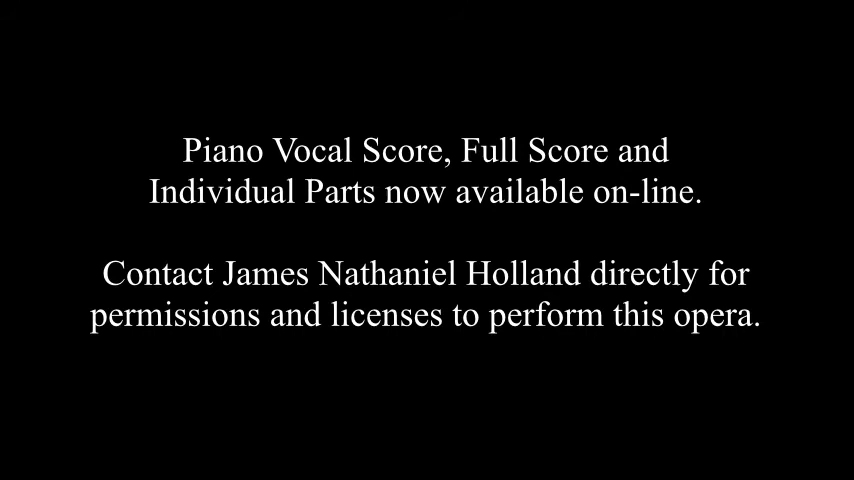 Piano Vocal Score, Full Score and
Individual Parts now available on-line.
Contact James Nathaniel Holland directly for
permissions and licenses to perform this opera.